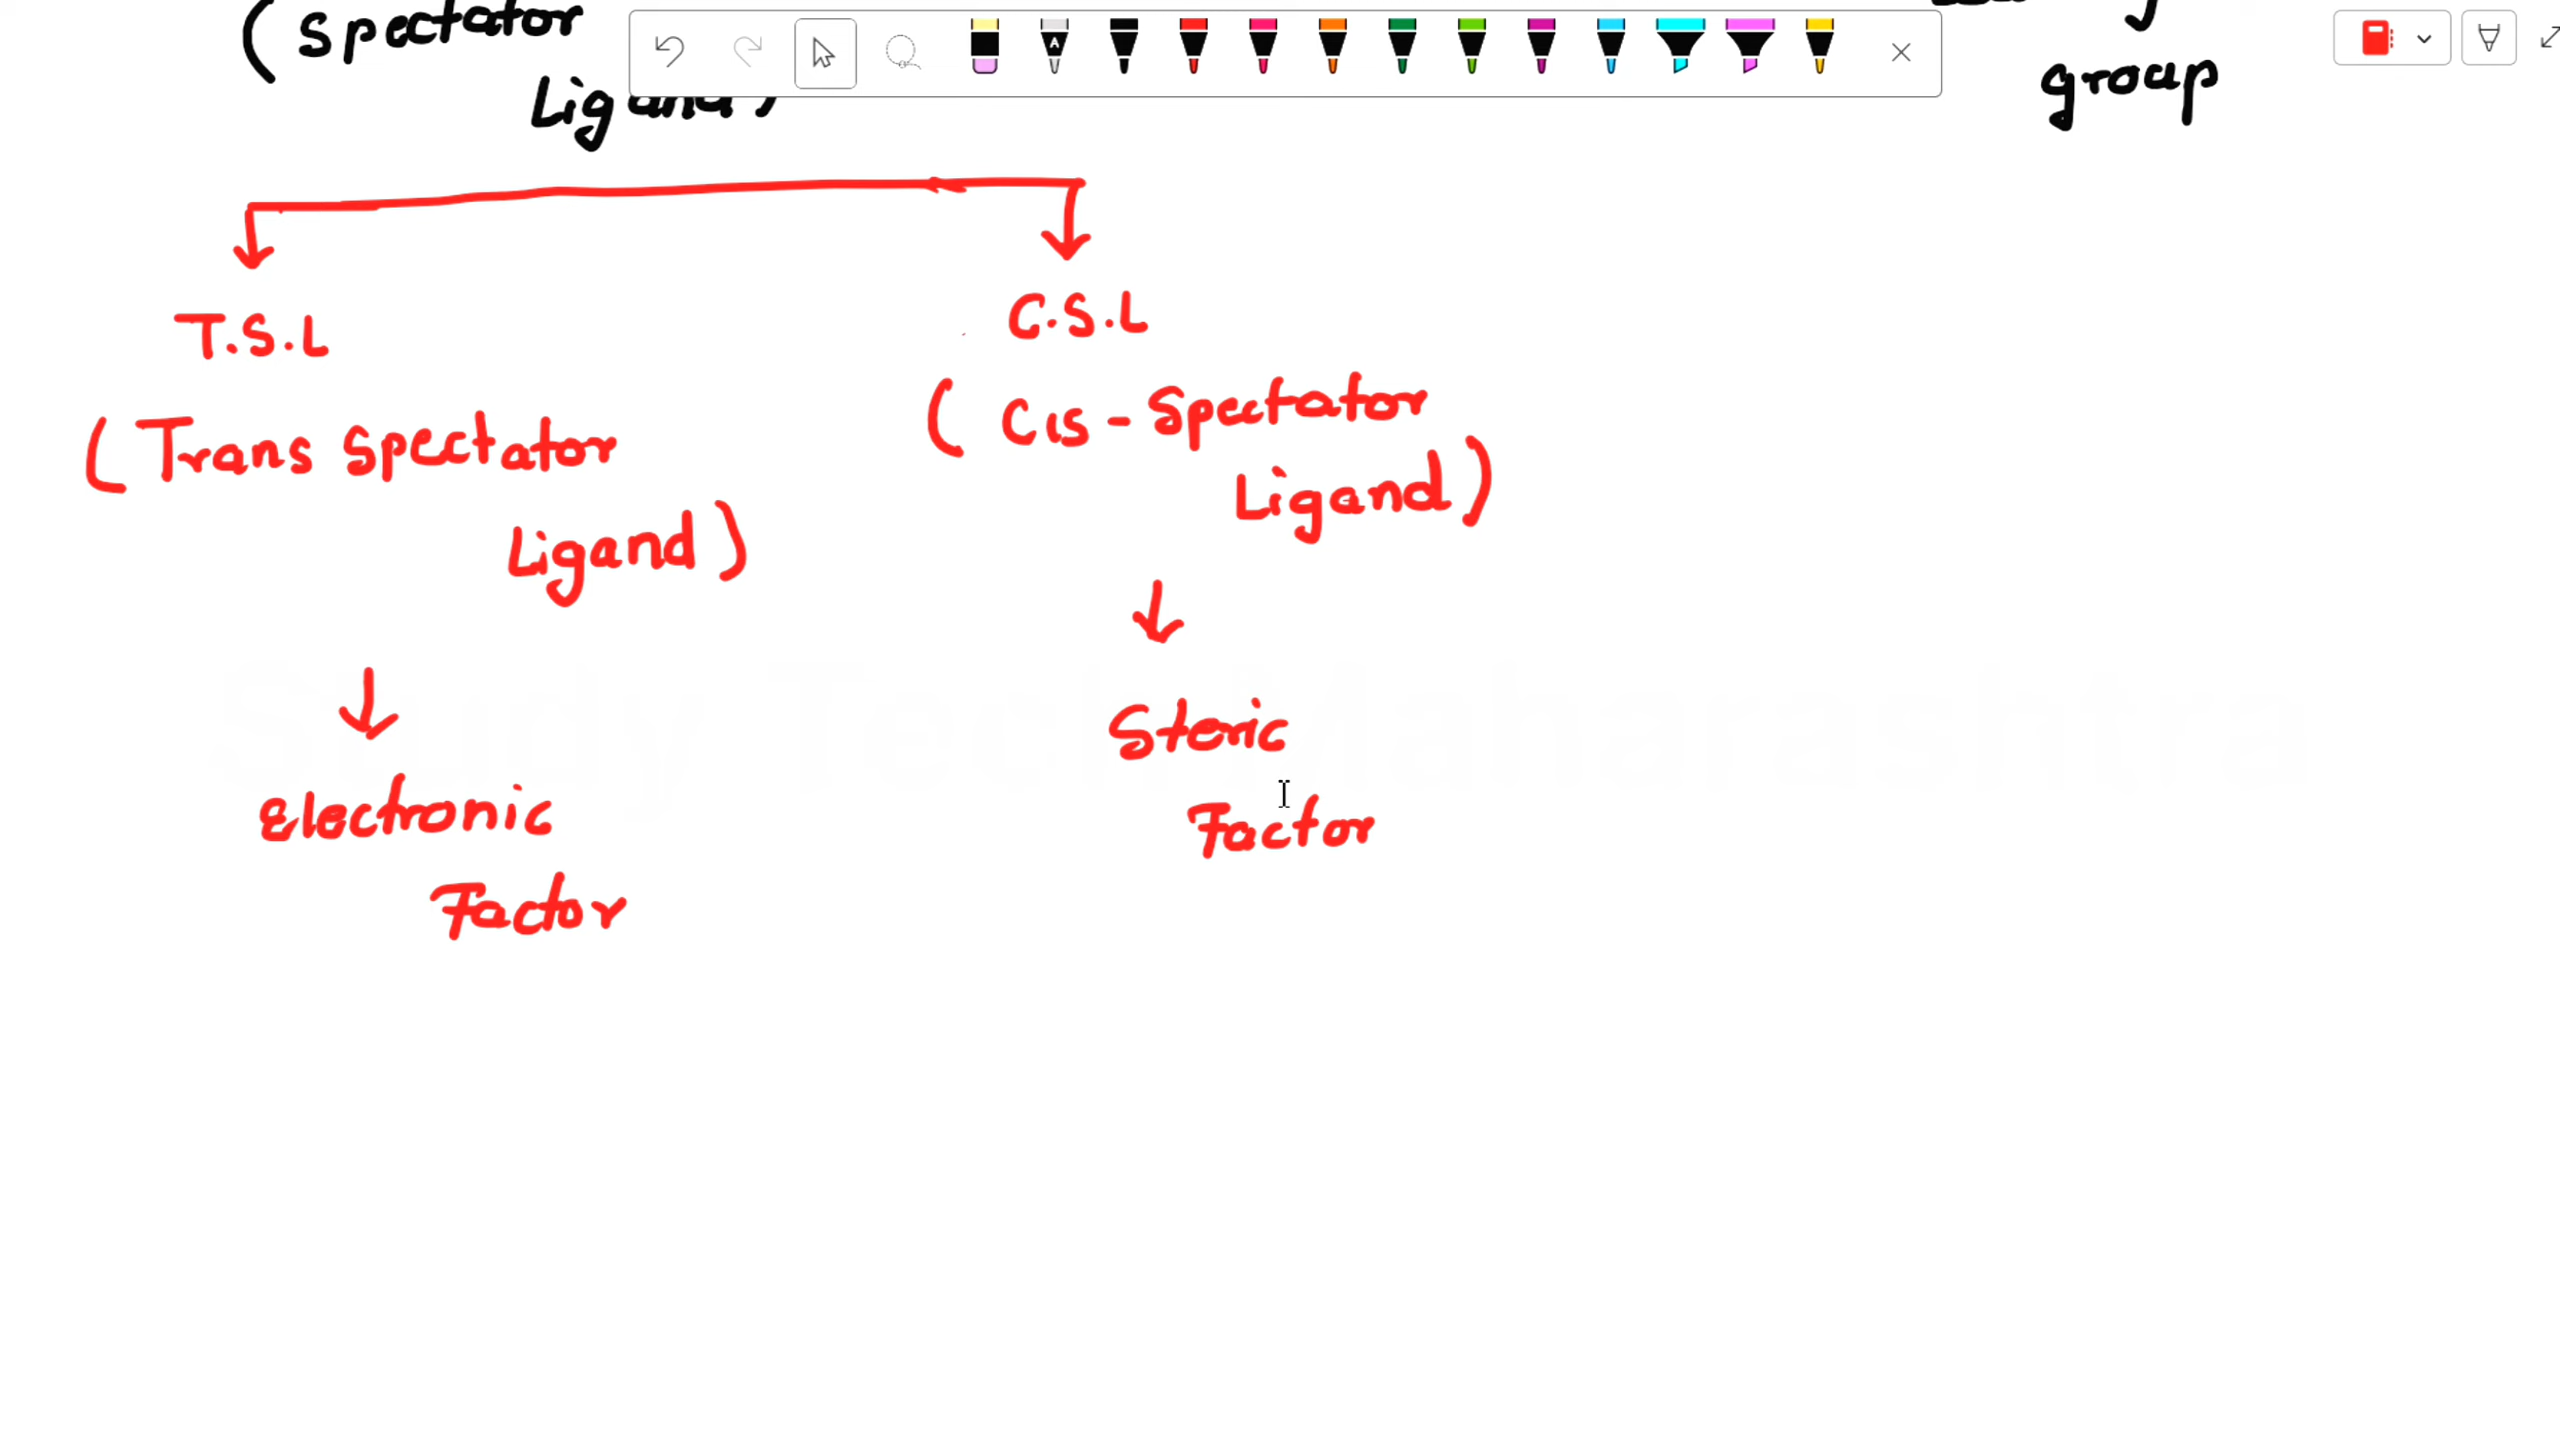 (Spectator
Ligand)
group
T.S.L
(Trans Spectator
Ligand)
Electronic
Factor
C.S.L
(Cis-Spectator
Ligand)
Steric
Factor